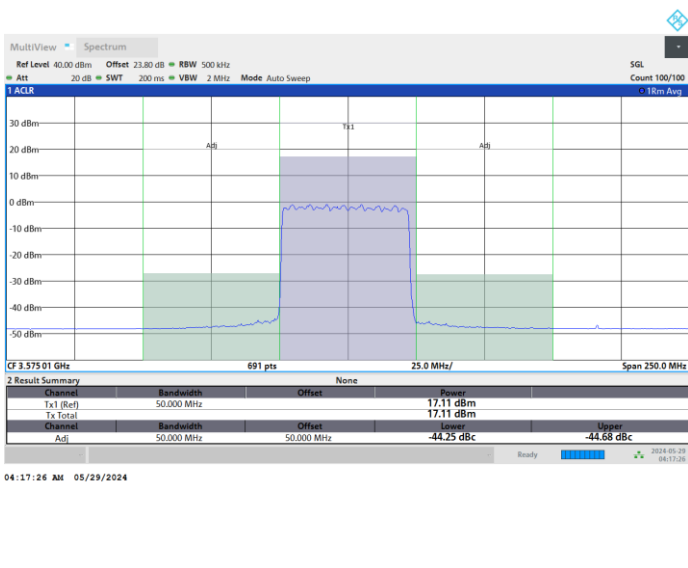 MultiView Spectrum
Ref Level 40.00 dBm Offset 23.80 dB RBW 500 kHz SGL
Att 20 dB SWT 200 ms VBW 2 MHz Mode Auto Sweep Count 100/100
1 ACLR 1Rm Avg
30 dBm
Tx1
20 dBm
Adj Adj
10 dBm
0 dBm
-10 dBm
-20 dBm
-30 dBm
-40 dBm
-50 dBm
CF 3.575 01 GHz 691 pts 25.0 MHz/ Span 250.0 MHz
2 Result Summary None
Channel Bandwidth Offset Power
Tx1 (Ref) 50.000 MHz 17.11 dBm
Tx Total 17.11 dBm
Channel Bandwidth Offset Lower Upper
Adj 50.000 MHz 50.000 MHz -44.25 dBc -44.68 dBc
Ready 2024-05-29
04:17:26
04:17:26 AM 05/29/2024